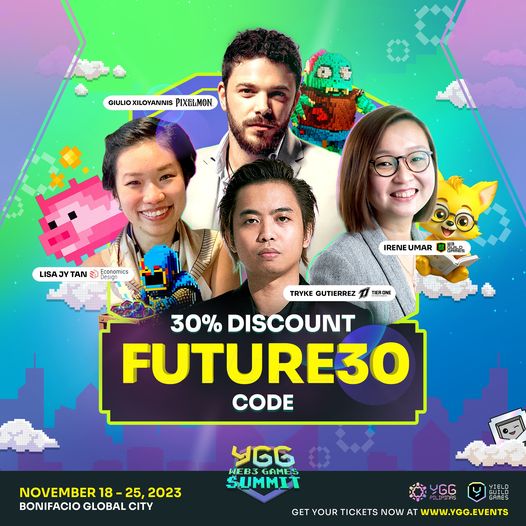 GIULIO XILOYANNIS PIXELMON
LISA JY TAN Economics
Design
IRENE UMAR
TRYKE GUTIERREZ TIER ONE
30% DISCOUNT
FUTURE30
CODE
YGG
WEB3 GAMES
SUMMIT
NOVEMBER 18 - 25, 2023
BONIFACIO GLOBAL CITY
YGG
PILIPINAS
YIELD
GUILD
GAMES
GET YOUR TICKETS NOW AT WWW.YGG.EVENTS